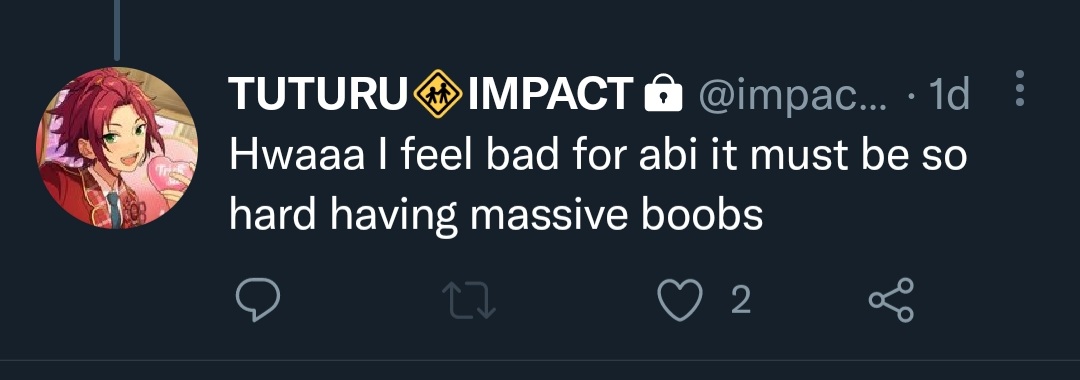 TUTURU🚸IMPACT🔒 @impac... · 1d
Hwaaa I feel bad for abi it must be so
hard having massive boobs
2